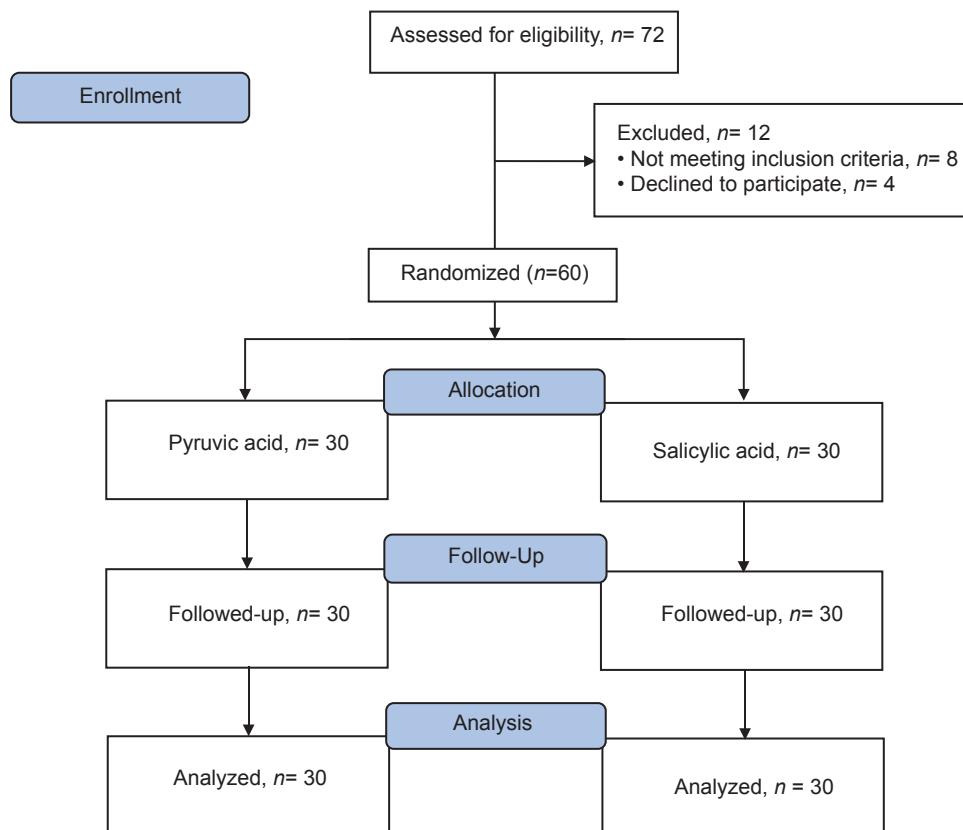 Assessed for eligibility, n= 72
Enrollment
Excluded, n= 12
• Not meeting inclusion criteria, n= 8
• Declined to participate, n= 4
Randomized (n=60)
Allocation
Pyruvic acid, n= 30
Salicylic acid, n= 30
Follow-Up
Followed-up, n= 30
Followed-up, n= 30
Analysis
Analyzed, n= 30
Analyzed, n = 30